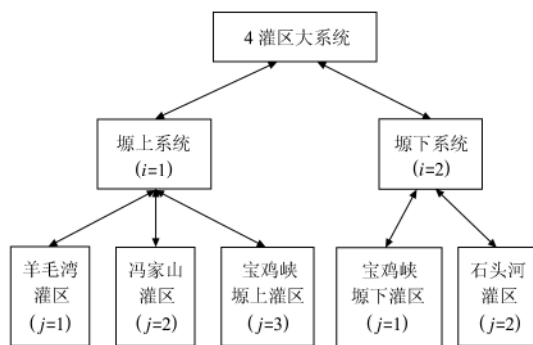 4 灌区大系统
塬上系统
(i=1)
塬下系统
(i=2)
羊毛湾
灌区
(j=1)
冯家山
灌区
(j=2)
宝鸡峡
塬上灌区
(j=3)
宝鸡峡
塬下灌区
(j=1)
石头河
灌区
(j=2)